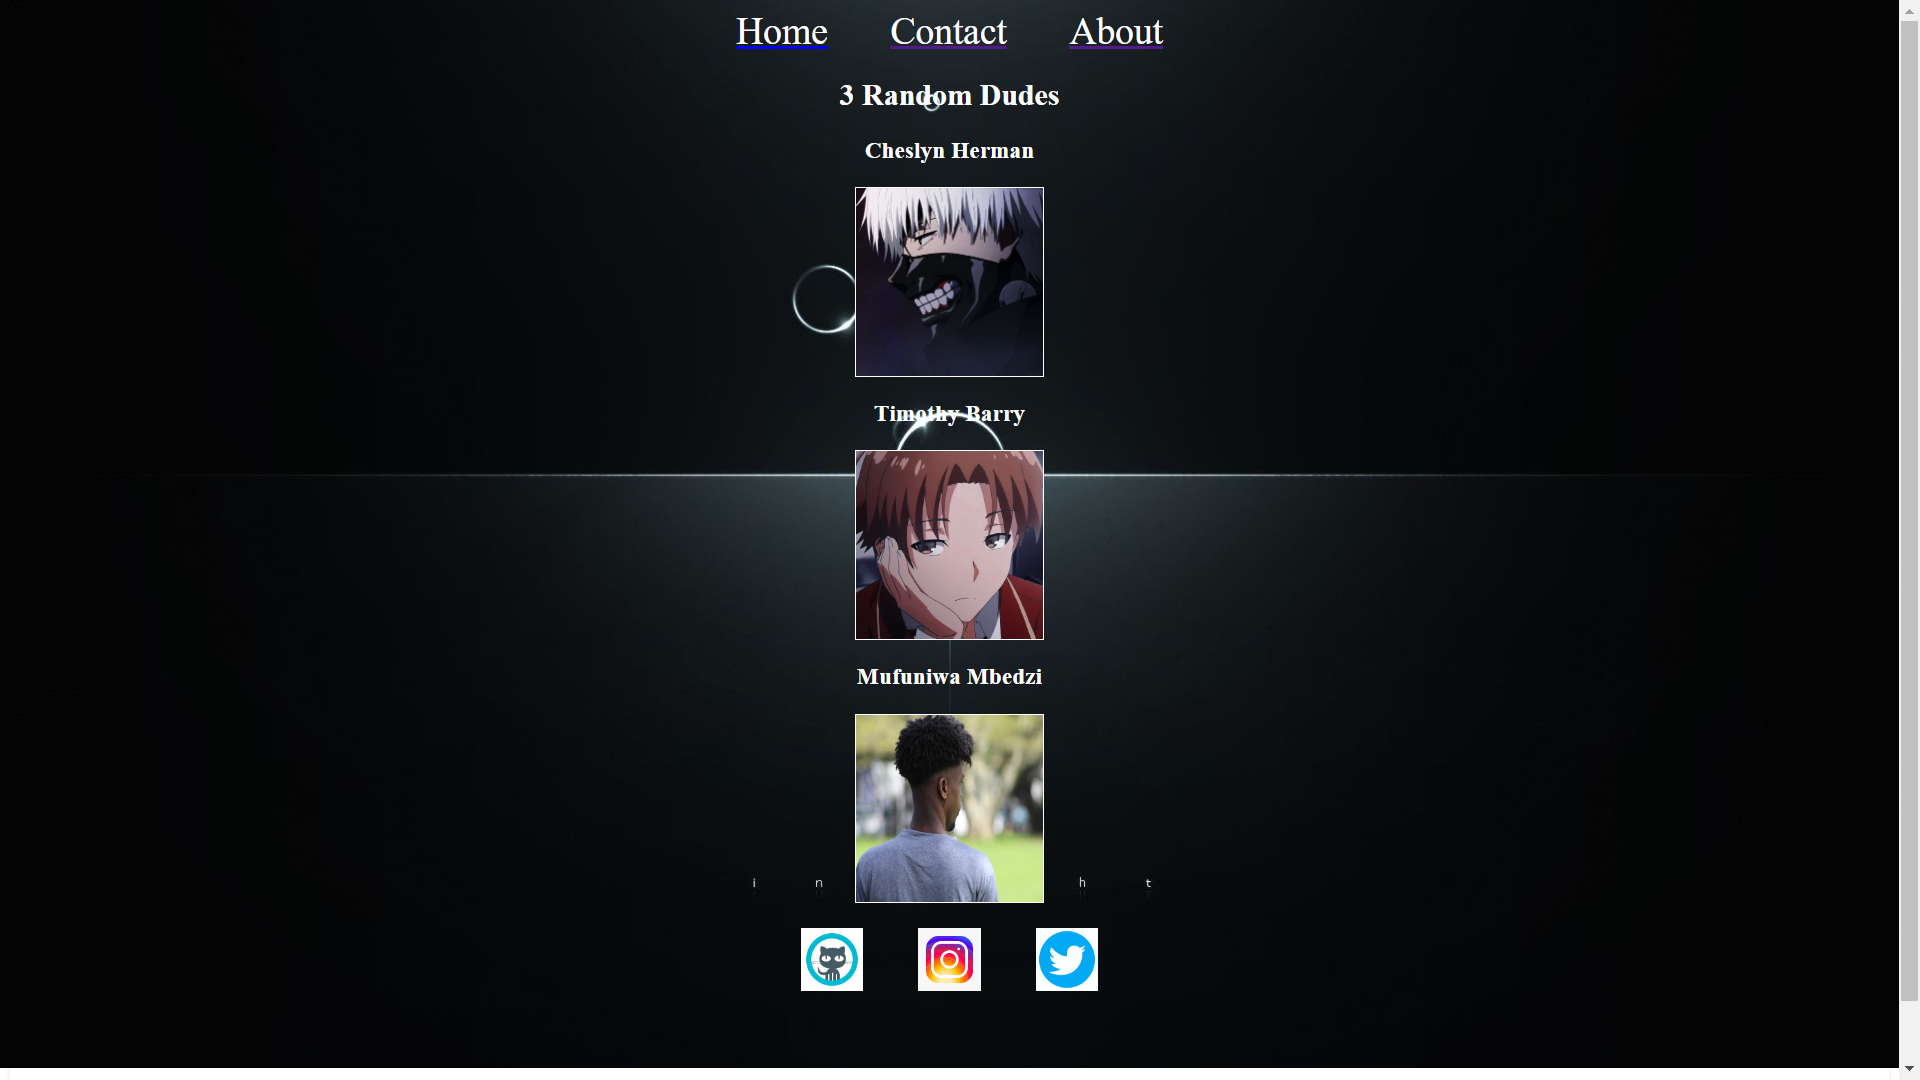 Home Contact About
3 Random Dudes
Cheslyn Herman
Timothy Barry
Mufuniwa Mbedzi
i n h t